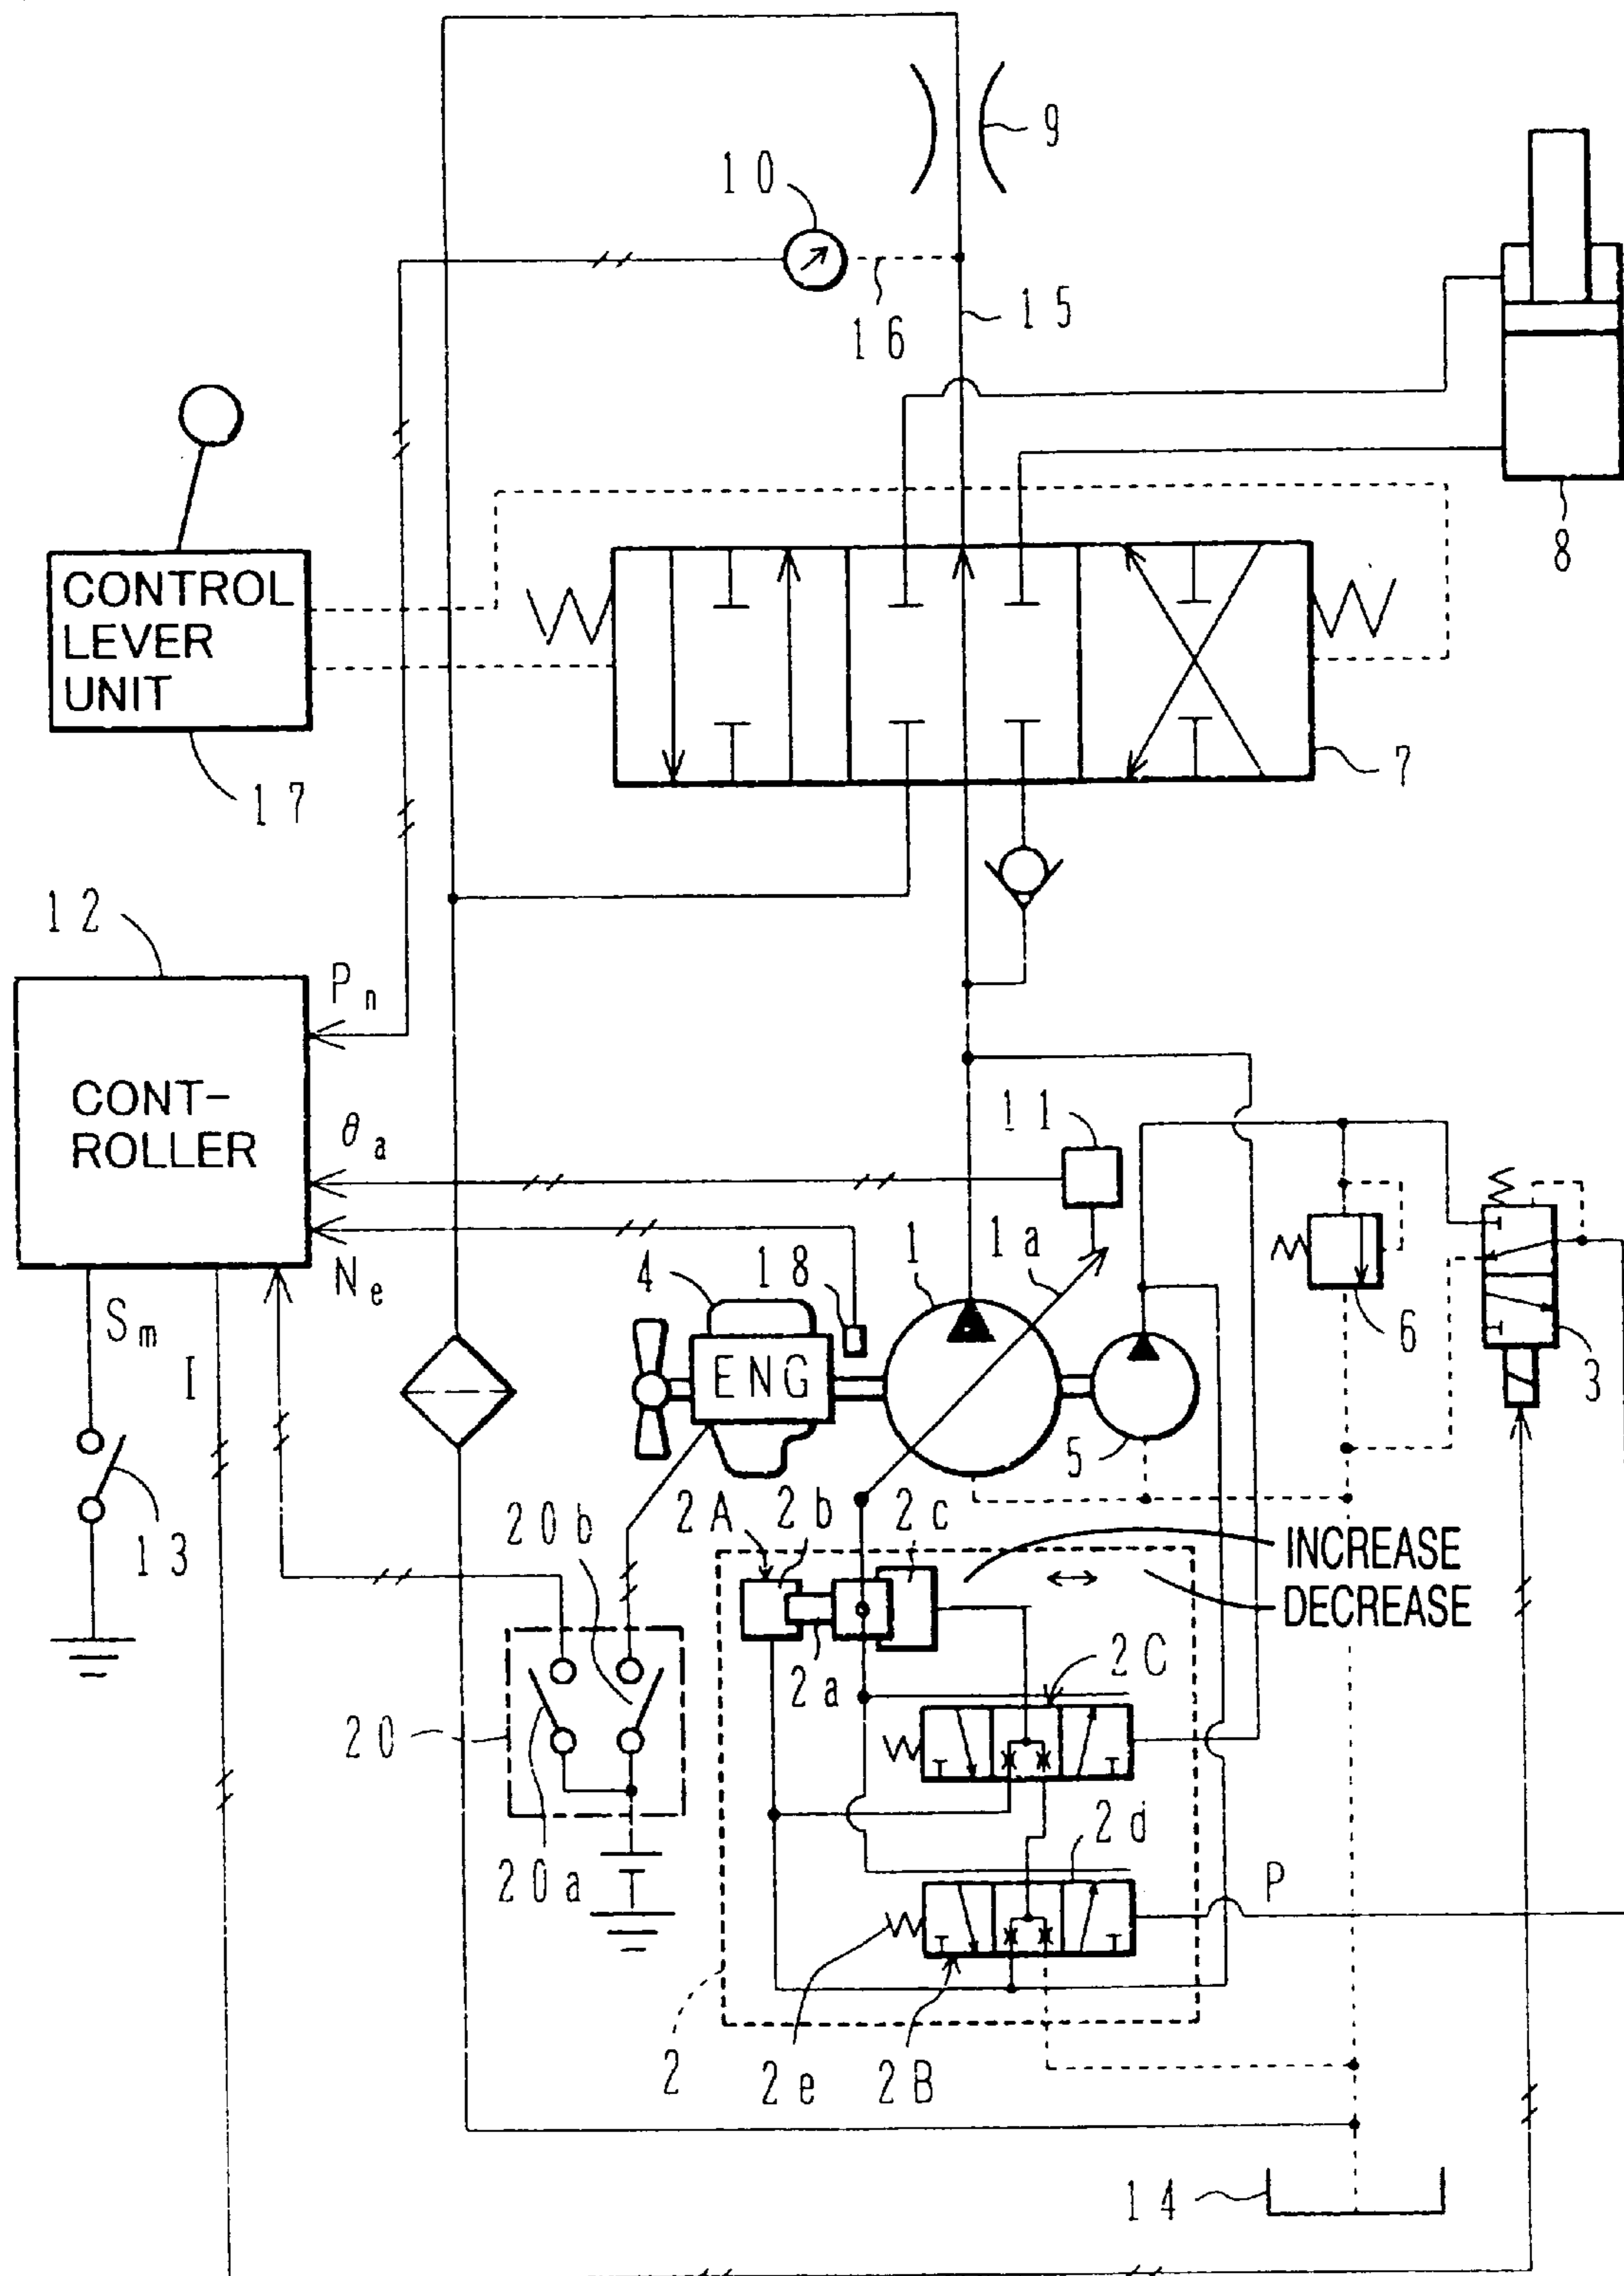 9
10
15
16
8
CONTROL
LEVER
UNIT
7
17
12
Pn
CONT-
ROLLER
θa
11
Ne
1a
1
18
4
Sm
I
ENG
6
3
5
13
20b
2A
2b
2c
INCREASE
DECREASE
2a
2C
20
2d
20a
P
2
2e
2B
14